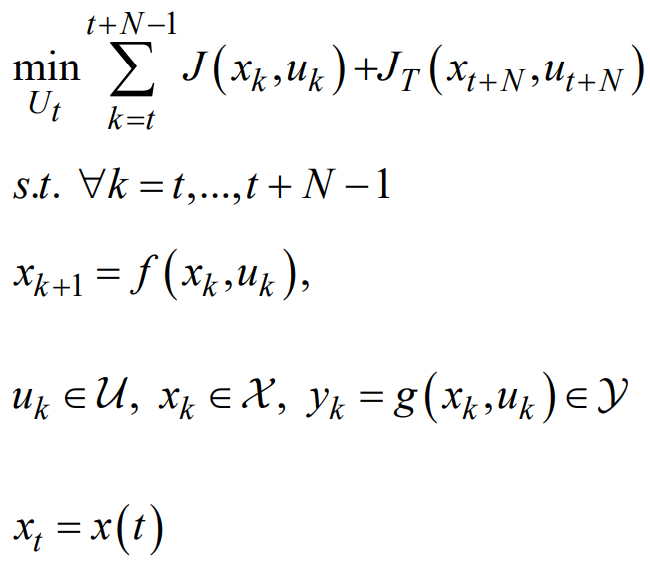 min_{U_t} ∑_{k=t}^{t+N−1} J(x_k,u_k)+J_T(x_{t+N},u_{t+N})
s.t. ∀k = t,...,t + N − 1
x_{k+1} = f(x_k,u_k),
u_k ∈ 𝒰, x_k ∈ 𝒳, y_k = g(x_k,u_k) ∈ 𝒴
x_t = x(t)